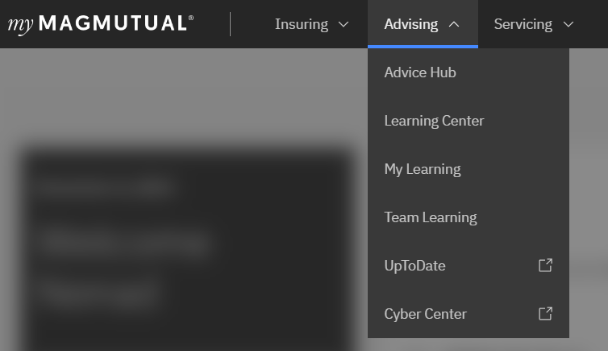 my MAGMUTUAL® Insuring Advising Servicing
Advice Hub
Learning Center
My Learning
Team Learning
UpToDate
Cyber Center